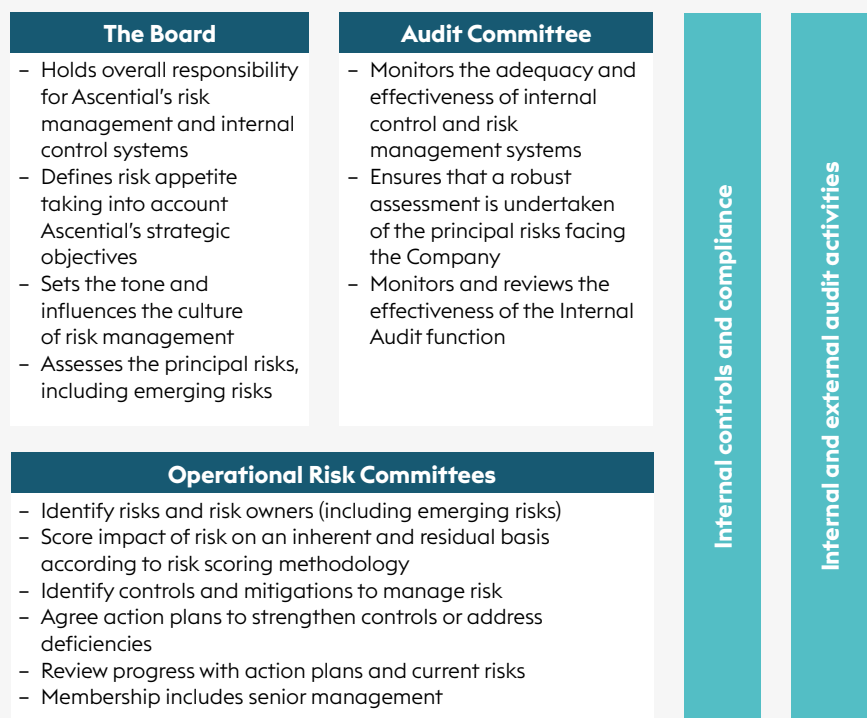 The Board
– Holds overall responsibility
for Ascential's risk
management and internal
control systems
– Defines risk appetite
taking into account
Ascential's strategic
objectives
– Sets the tone and
influences the culture
of risk management
– Assesses the principal risks,
including emerging risks
Audit Committee
– Monitors the adequacy and
effectiveness of internal
control and risk
management systems
– Ensures that a robust
assessment is undertaken
of the principal risks facing
the Company
– Monitors and reviews the
effectiveness of the Internal
Audit function
Operational Risk Committees
– Identify risks and risk owners (including emerging risks)
– Score impact of risk on an inherent and residual basis
according to risk scoring methodology
– Identify controls and mitigations to manage risk
– Agree action plans to strengthen controls or address
deficiencies
– Review progress with action plans and current risks
– Membership includes senior management
Internal controls and compliance
Internal and external audit activities